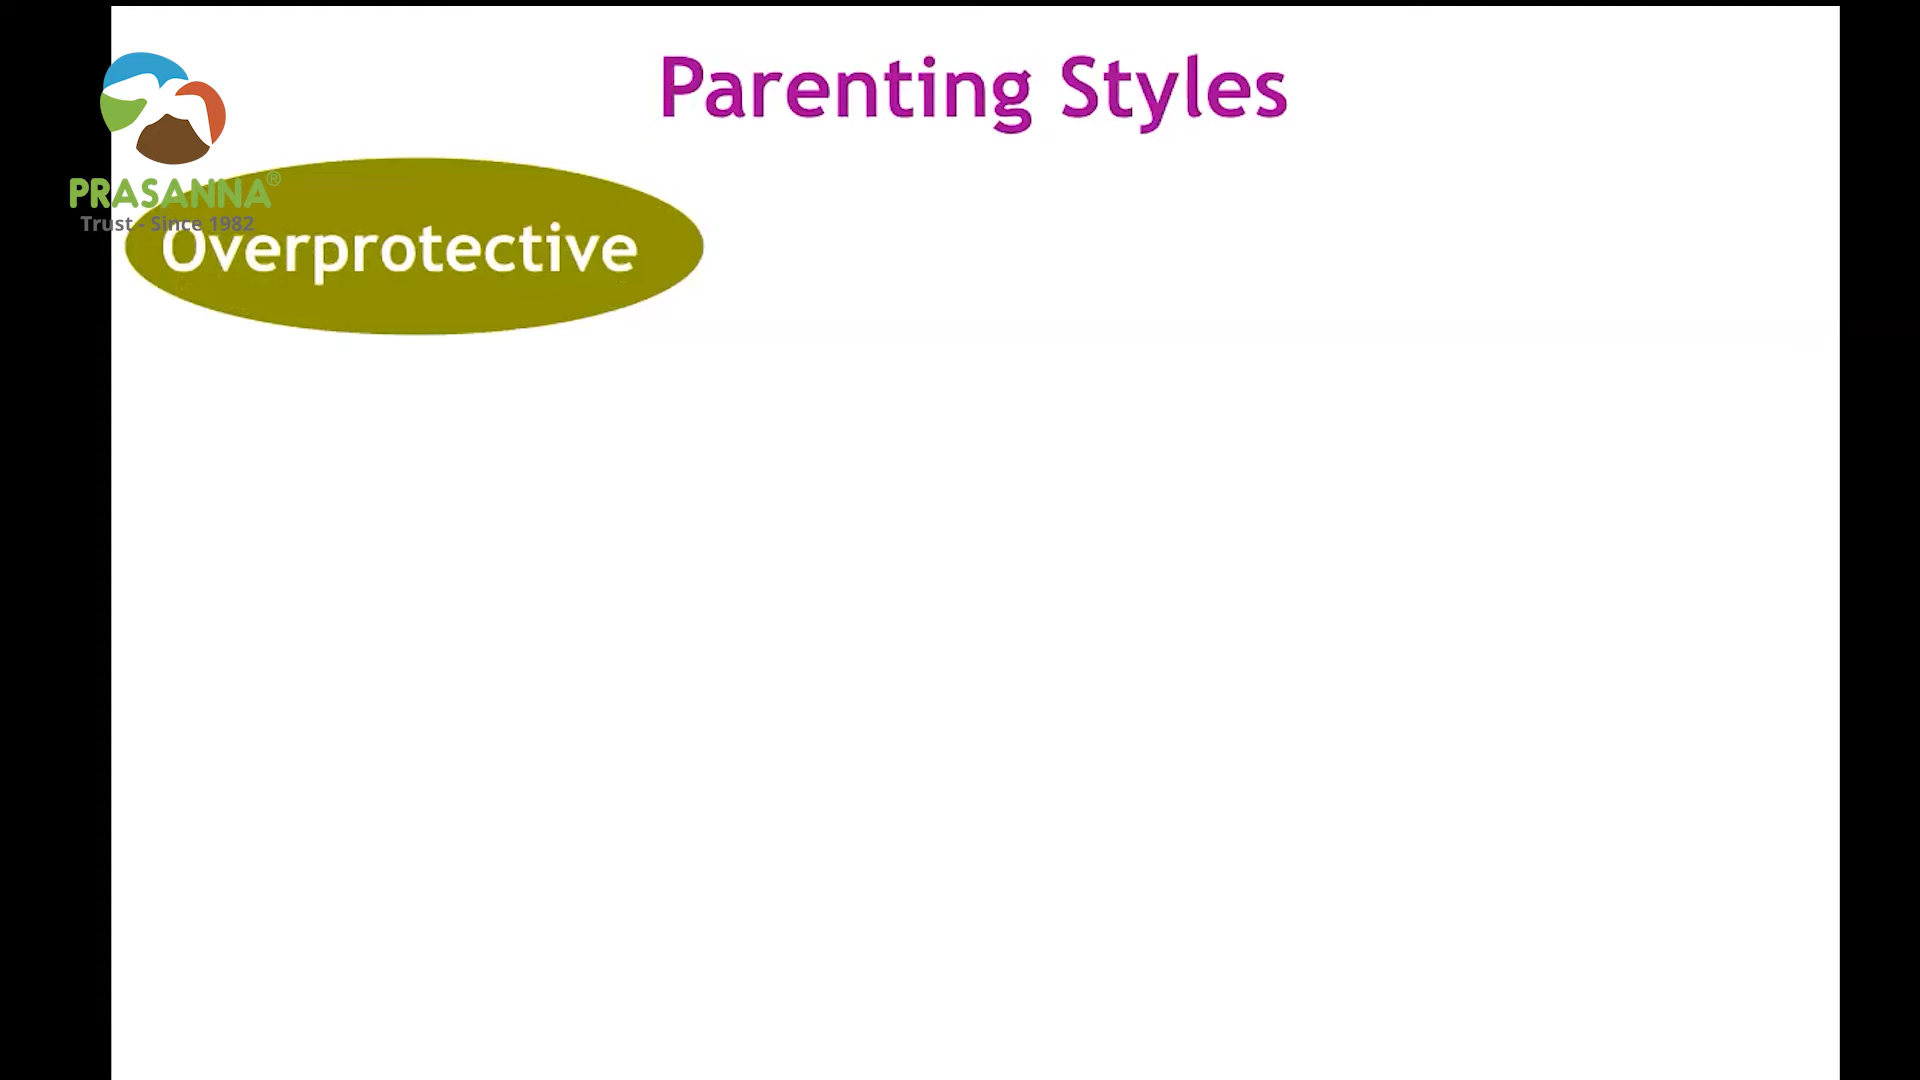 Parenting Styles
PRASANNA®
Trust - Since 1982
Overprotective